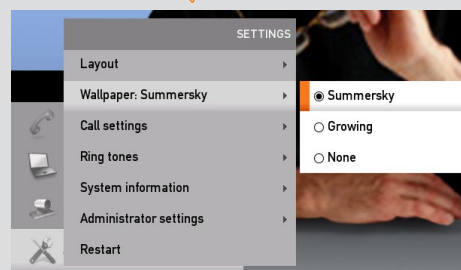 SETTINGS
Layout
Wallpaper: Summersky
Call settings
Ring tones
System information
Administrator settings
Restart
Summersky
Growing
None